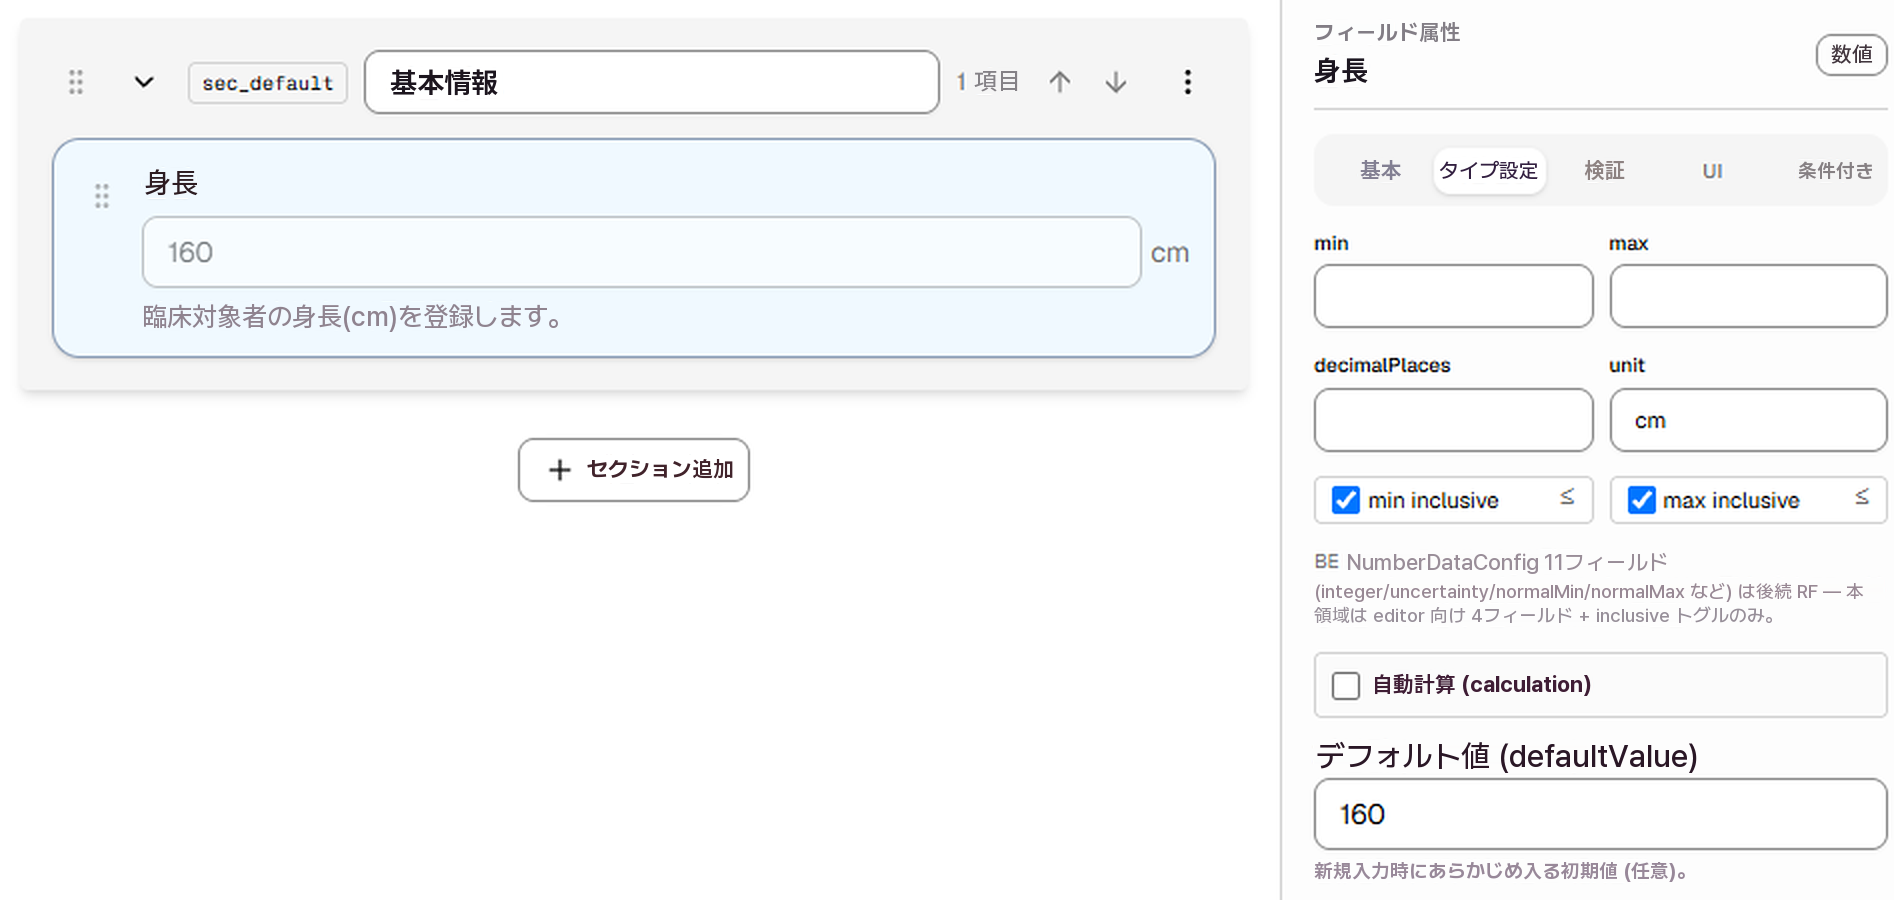 sec_default
基本情報
1 項目
身長
160
cm
臨床対象者の身長(cm)を登録します。
セクション追加
フィールド属性
身長
数値
基本
タイプ設定
検証
UI
条件付き
min
max
decimalPlaces
unit
cm
min inclusive ≤
max inclusive ≤
BE NumberDataConfig 11フィールド
(integer/uncertainty/normalMin/normalMax など) は後続 RF — 本
領域は editor 向け 4フィールド + inclusive トグルのみ。
自動計算 (calculation)
デフォルト値 (defaultValue)
160
新規入力時にあらかじめ入る初期値 (任意)。